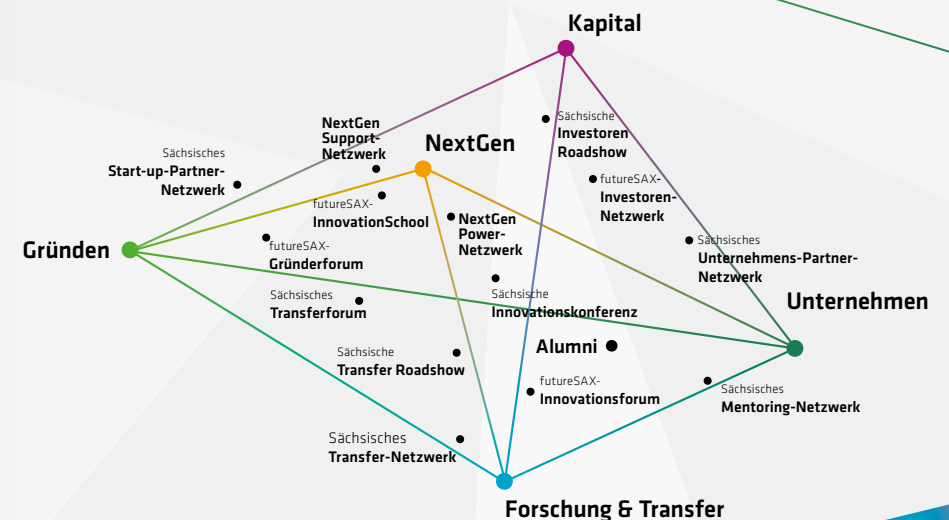 Kapital
Sächsische
Investoren
Roadshow
NextGen
Support-
Netzwerk
NextGen
Sächsisches
Start-up-Partner-
Netzwerk
futureSAX-
Investoren-
Netzwerk
futureSAX-
InnovationSchool
NextGen
Power-
Netzwerk
Gründen
futureSAX-
Gründerforum
Sächsisches
Unternehmens-Partner-
Netzwerk
Sächsisches
Transferforum
Sächsische
Innovationskonferenz
Unternehmen
Alumni
Sächsische
Transfer Roadshow
futureSAX-
Innovationsforum
Sächsisches
Mentoring-Netzwerk
Sächsisches
Transfer-Netzwerk
Forschung & Transfer